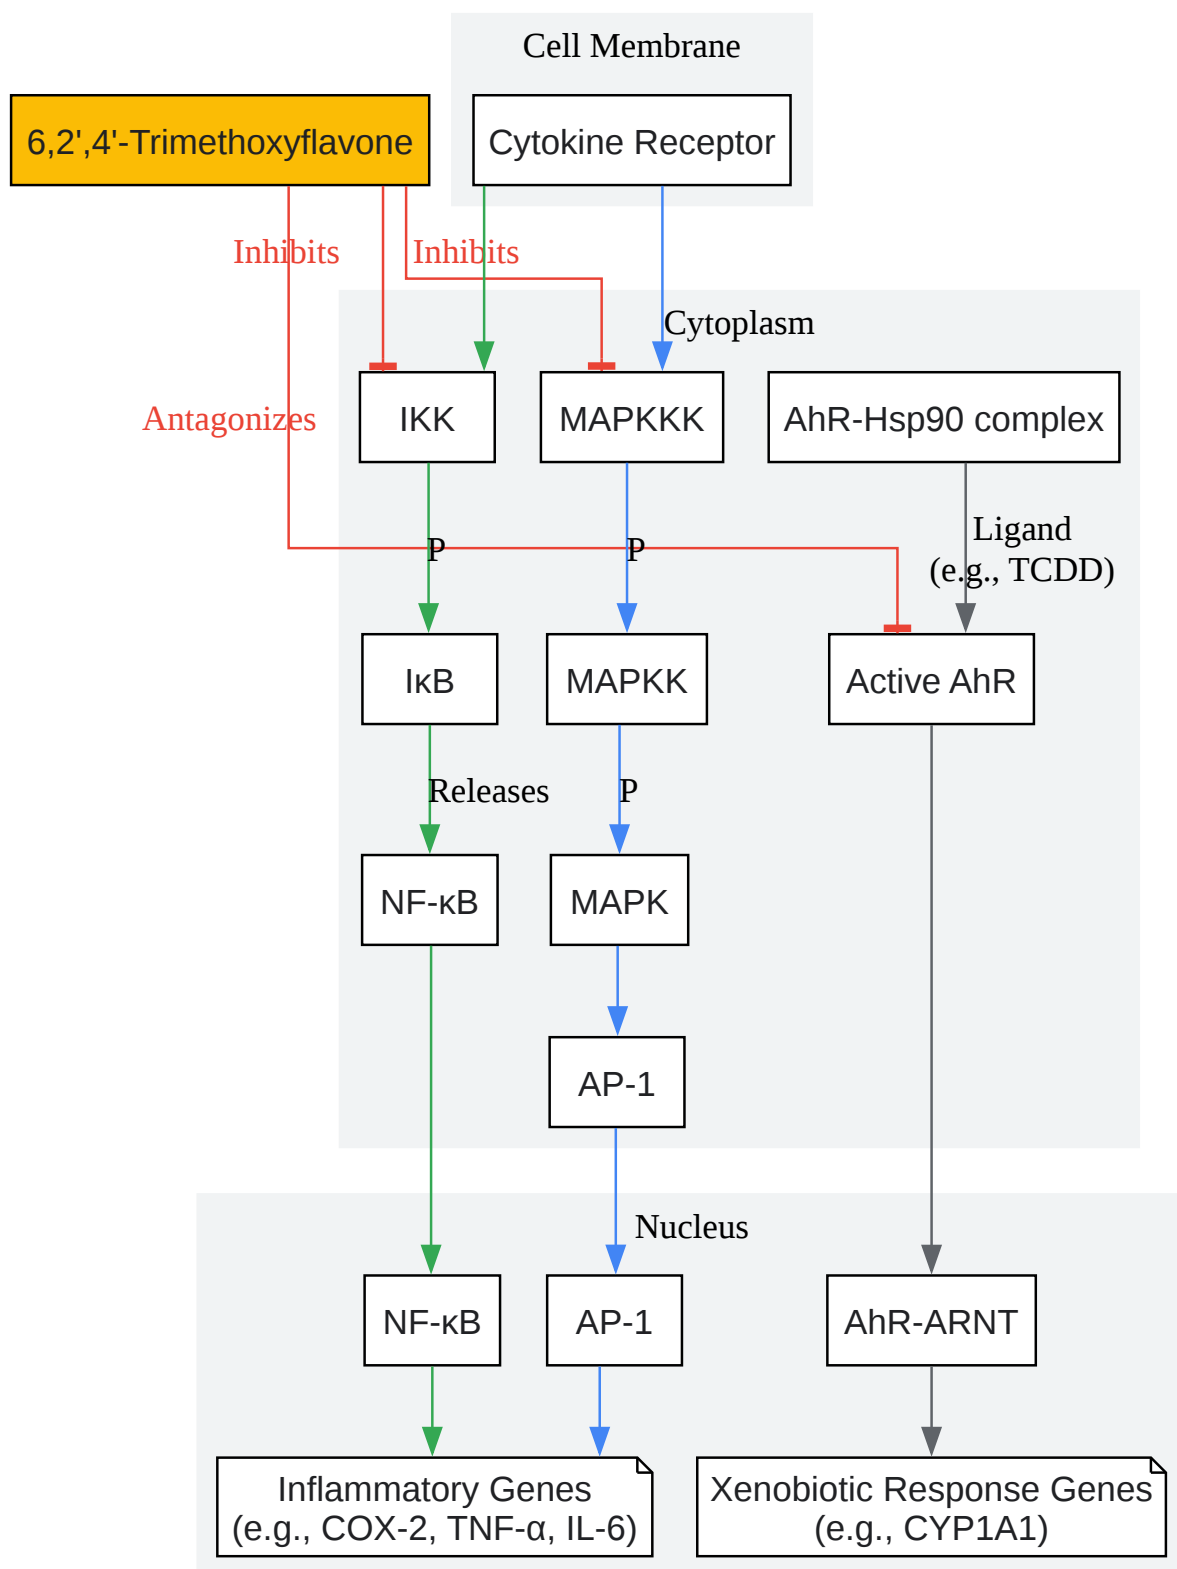 Cell Membrane
6,2',4'-Trimethoxyflavone
Cytokine Receptor
Inhibits
Inhibits
Cytoplasm
Antagonizes
IKK
MAPKKK
AhR-Hsp90 complex
P
P
Ligand
(e.g., TCDD)
IκB
MAPKK
Active AhR
Releases
P
NF-κB
MAPK
AP-1
Nucleus
NF-κB
AP-1
AhR-ARNT
Inflammatory Genes
(e.g., COX-2, TNF-α, IL-6)
Xenobiotic Response Genes
(e.g., CYP1A1)